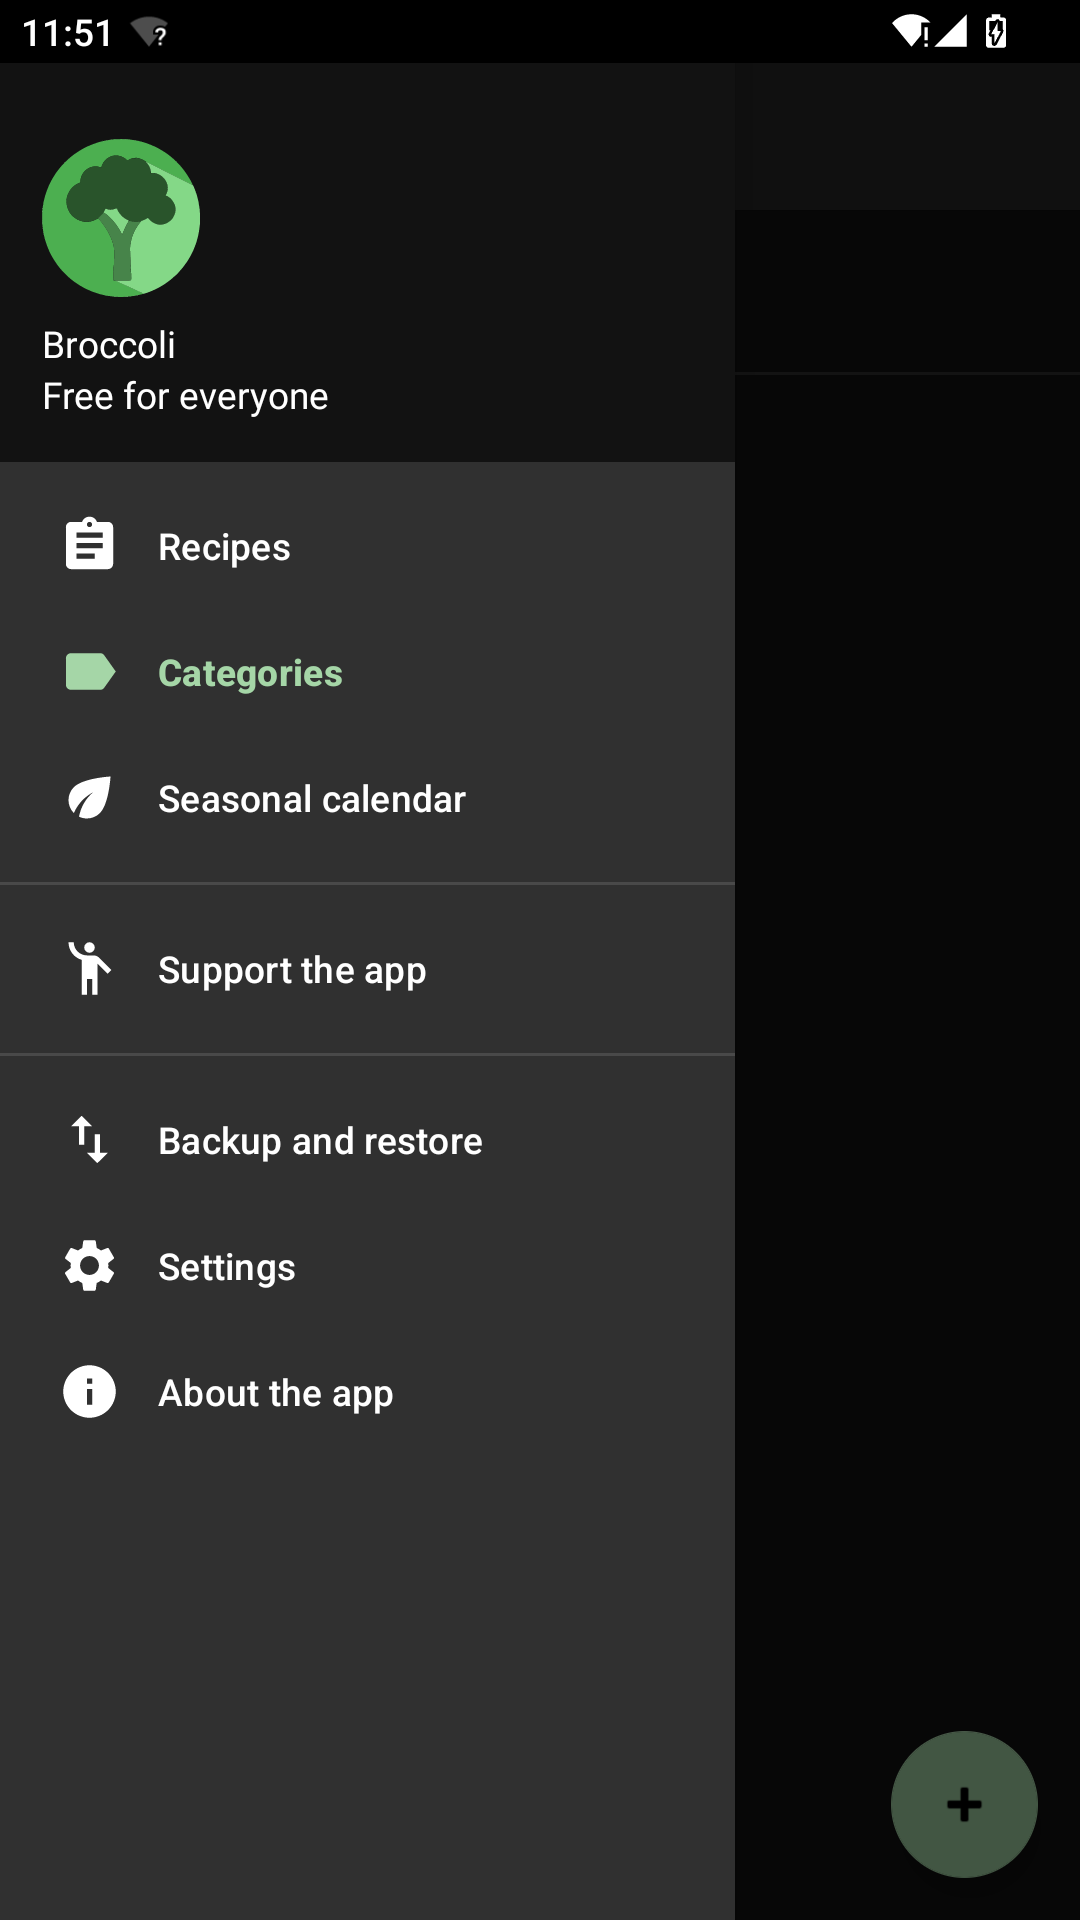 11:51
Broccoli
Free for everyone
Recipes
Categories
Seasonal calendar
Support the app
Backup and restore
Settings
About the app